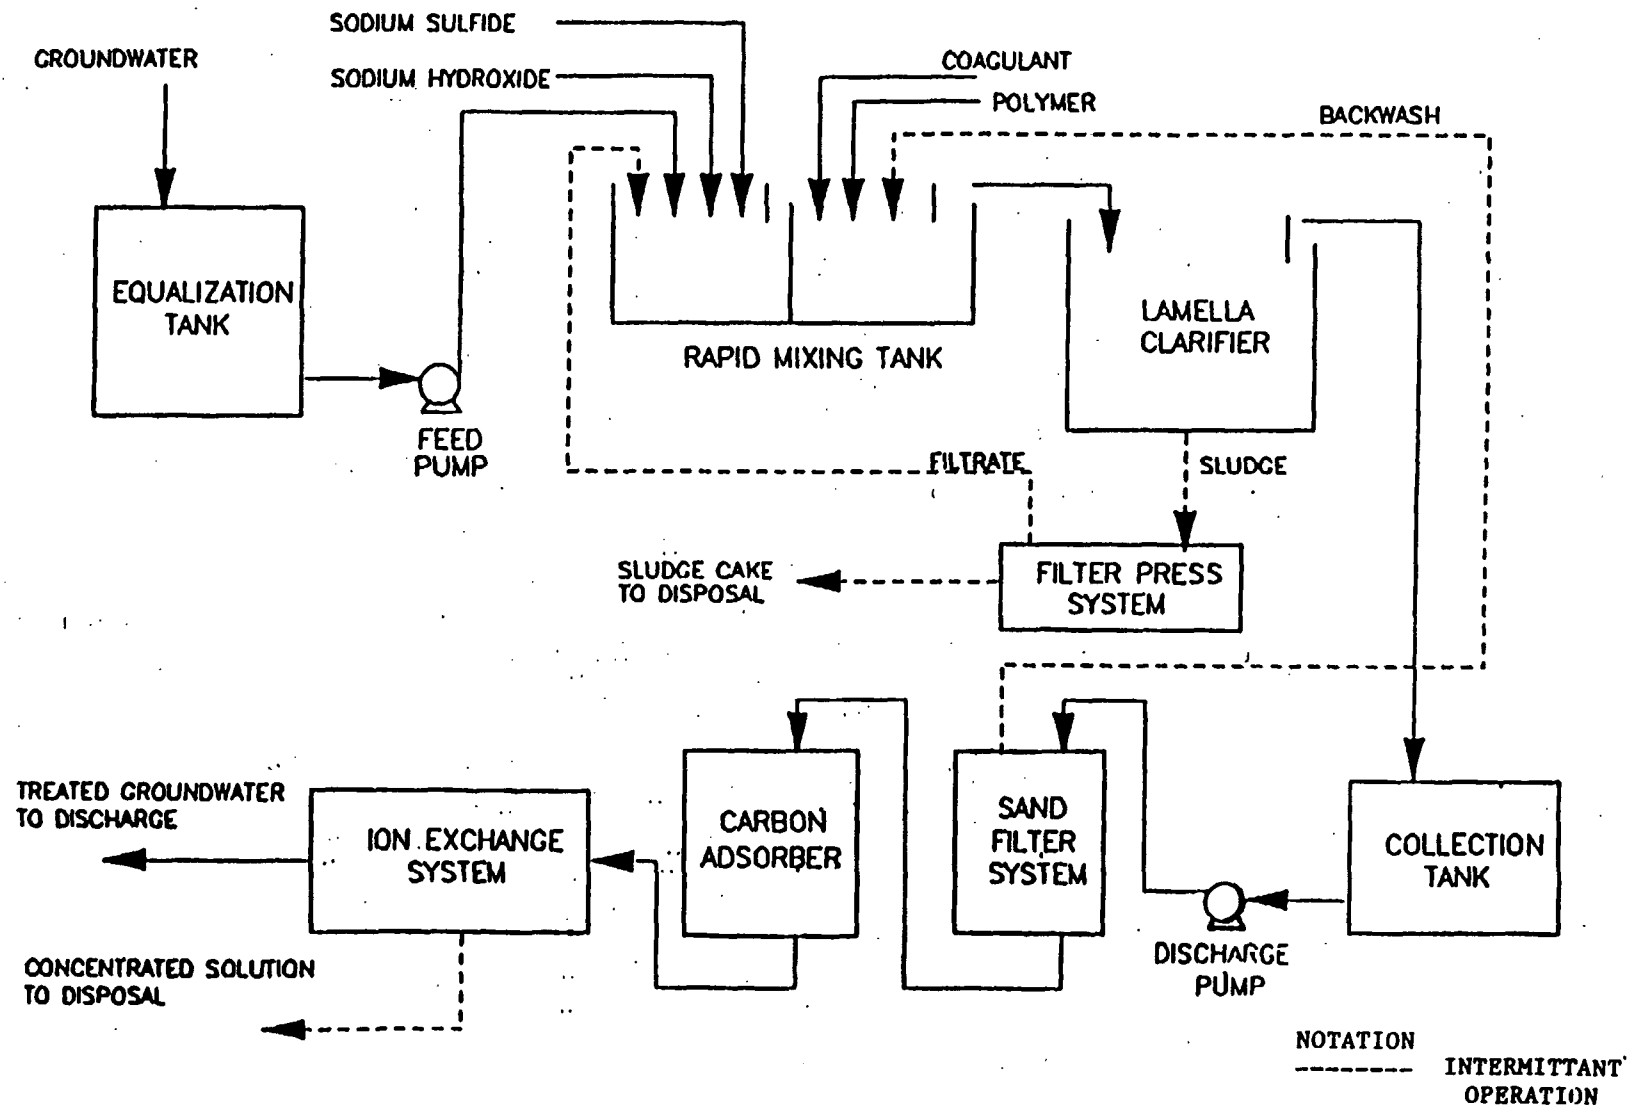 SODIUM SULFIDE
GROUNDWATER
SODIUM HYDROXIDE
COAGULANT
POLYMER
BACKWASH
EQUALIZATION
TANK
RAPID MIXING TANK
LAMELLA
CLARIFIER
FEED
PUMP
FILTRATE
SLUDGE
SLUDGE CAKE
TO DISPOSAL
FILTER PRESS
SYSTEM
TREATED GROUNDWATER
TO DISCHARGE
ION EXCHANGE
SYSTEM
CARBON
ADSORBER
SAND
FILTER
SYSTEM
COLLECTION
TANK
DISCHARGE
PUMP
CONCENTRATED SOLUTION
TO DISPOSAL
NOTATION
INTERMITTANT
OPERATION